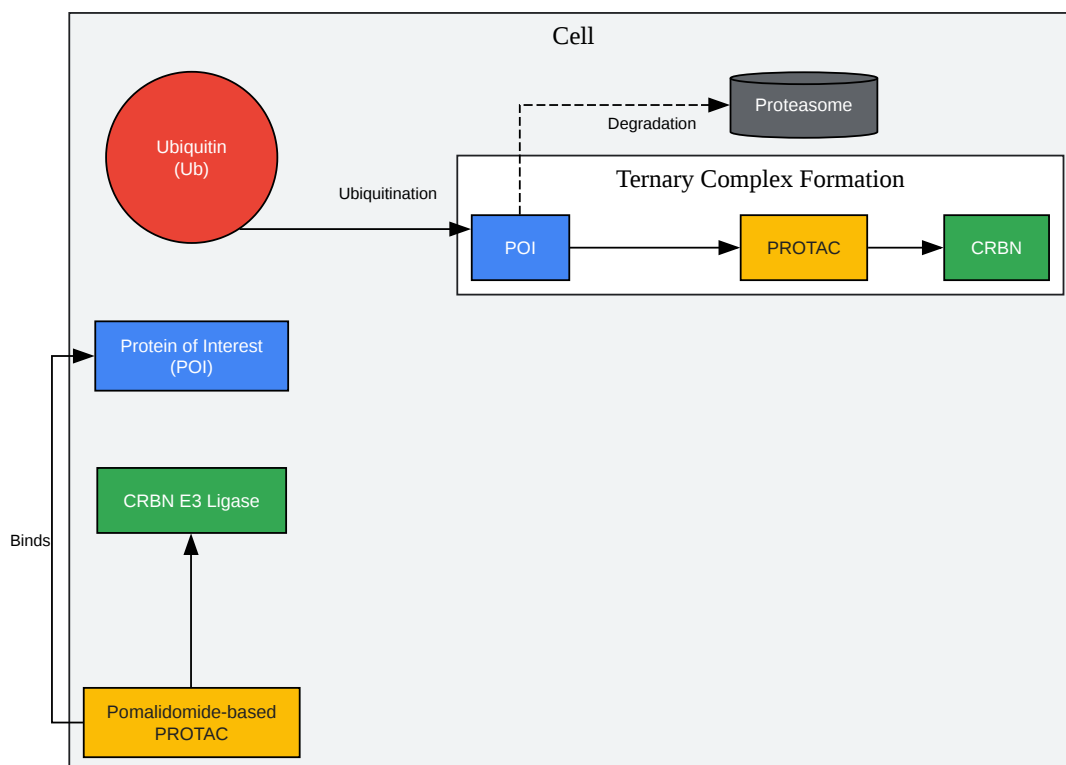 Cell
Ubiquitin
(Ub)
Proteasome
Degradation
Ubiquitination
Ternary Complex Formation
POI
PROTAC
CRBN
Protein of Interest
(POI)
CRBN E3 Ligase
Binds
Pomalidomide-based
PROTAC